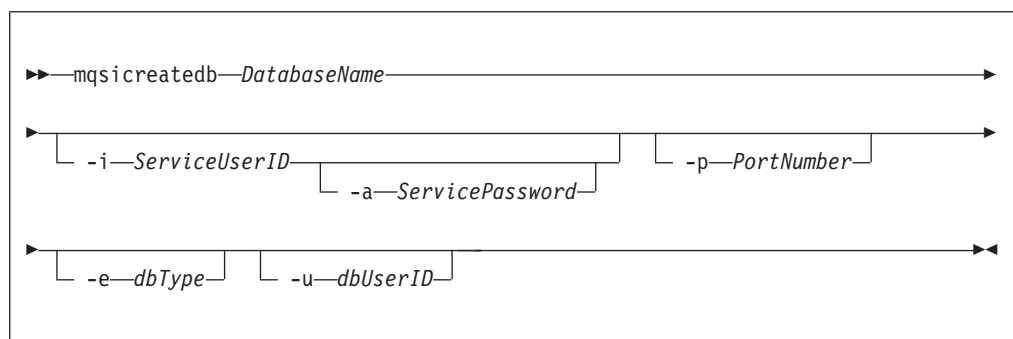 mqsicreatedb DatabaseName
-i ServiceUserID
-a ServicePassword
-p PortNumber
-e dbType
-u dbUserID